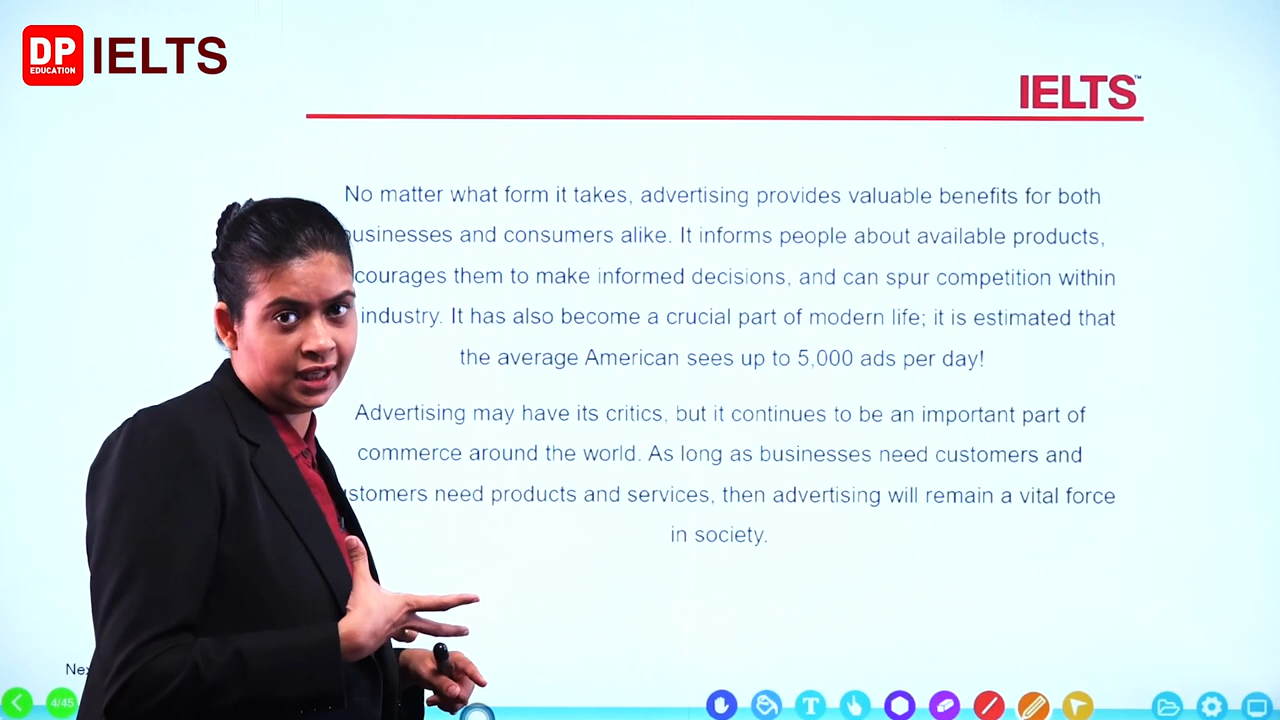 DP
EDUCATION
IELTS
IELTS™
No matter what form it takes, advertising provides valuable benefits for both
and consumers alike. It informs people about available products,
them to make informed decisions, and can spur competition within
industry. It has also become a crucial part of modern life; it is estimated that
the average American sees up to 5,000 ads per day!
Advertising may have its critics, but it continues to be an important part of
commerce around the world. As long as businesses need customers and
need products and services, then advertising will remain a vital force
in society.
4/45
T